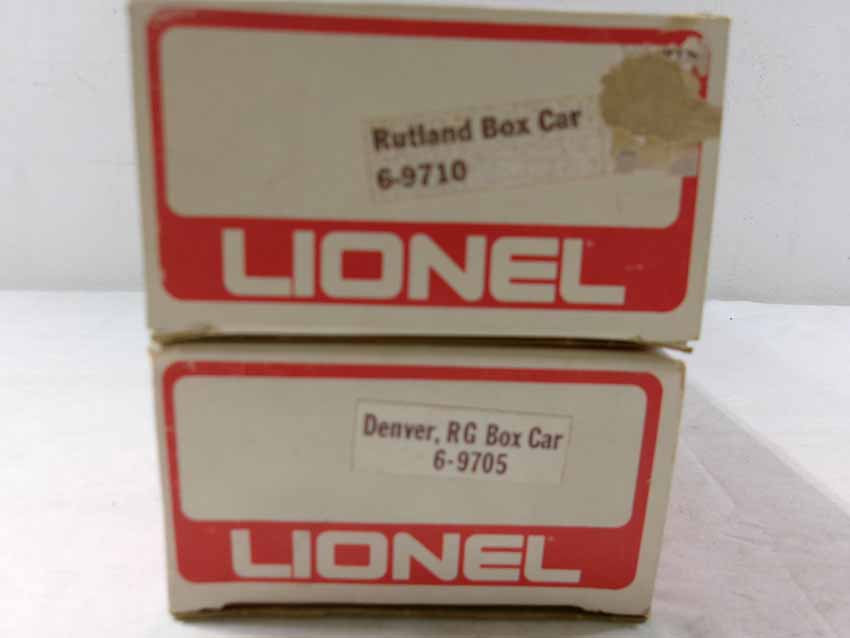 Rutland Box Car
6-9710
LIONEL
Denver, RG Box Car
6-9705
LIONEL